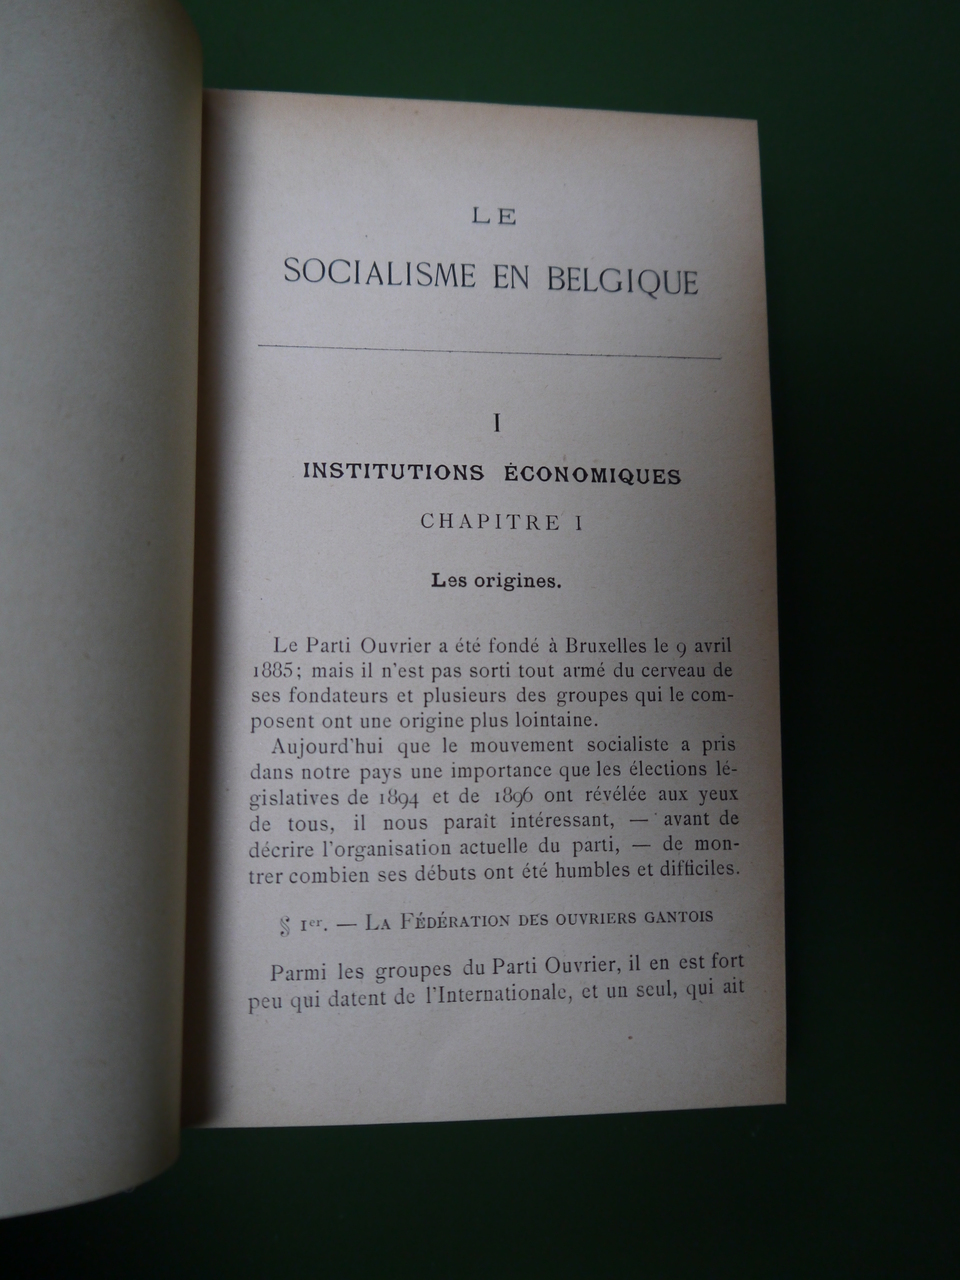 LE
SOCIALISME EN BELGIQUE
I
INSTITUTIONS ÉCONOMIQUES
CHAPITRE I
Les origines.
Le Parti Ouvrier a été fondé à Bruxelles le 9 avril
1885; mais il n'est pas sorti tout armé du cerveau de
ses fondateurs et plusieurs des groupes qui le com-
posent ont une origine plus lointaine.
Aujourd'hui que le mouvement socialiste a pris
dans notre pays une importance que les élections lé-
gislatives de 1894 et de 1896 ont révélée aux yeux
de tous, il nous paraît intéressant, — avant de
décrire l'organisation actuelle du parti, — de mon-
trer combien ses débuts ont été humbles et difficiles.
§ 1er. — LA FÉDÉRATION DES OUVRIERS GANTOIS
Parmi les groupes du Parti Ouvrier, il en est fort
peu qui datent de l'Internationale, et un seul, qui ait